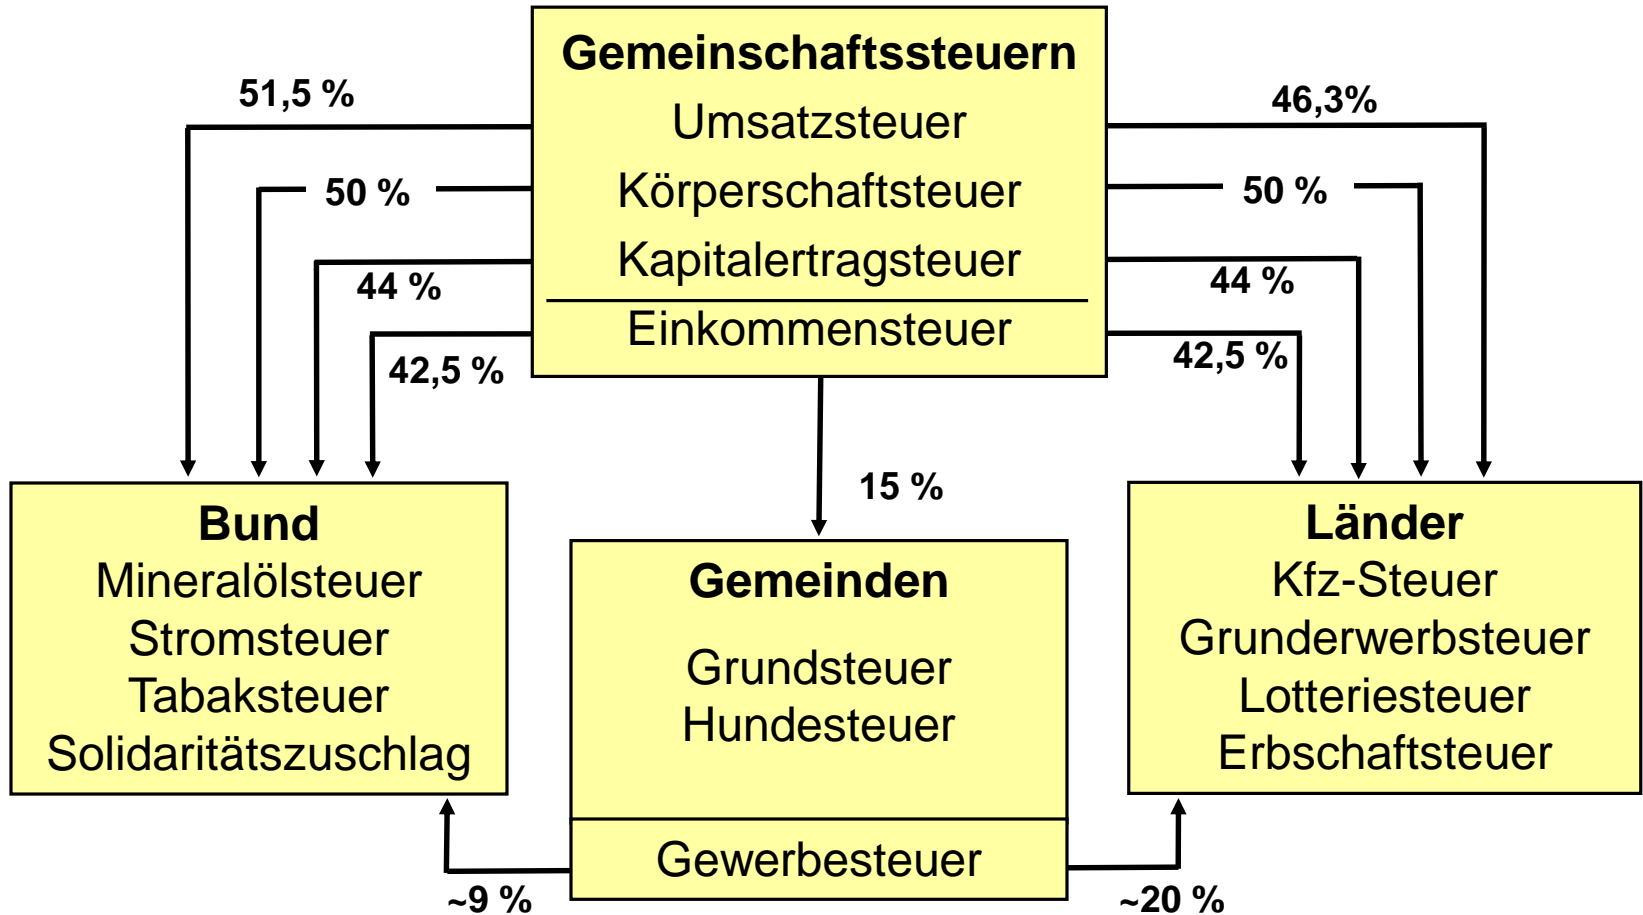 Gemeinschaftssteuern
51,5 %
46,3%
Umsatzsteuer
50 %
Körperschaftsteuer
50 %
Kapitalertragsteuer
44 %
44 %
Einkommensteuer
42,5 %
42,5 %
15 %
Bund
Mineralölsteuer
Stromsteuer
Tabaksteuer
Solidaritätszuschlag
Gemeinden
Grundsteuer
Hundesteuer
Gewerbesteuer
Länder
Kfz-Steuer
Grunderwerbsteuer
Lotteriesteuer
Erbschaftsteuer
~9 %
~20 %